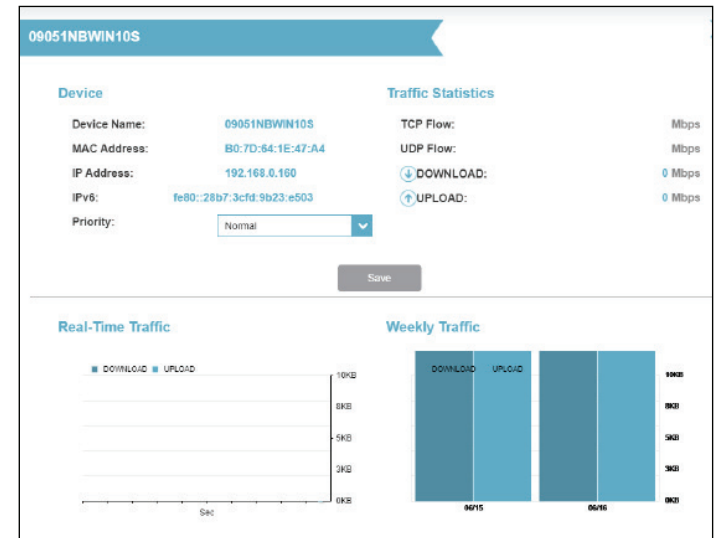 09051NBWIN10S
Device
Device Name: 09051NBWIN10S
MAC Address: B0:7D:64:1E:47:A4
IP Address: 192.168.0.160
IPv6: fe80::28b7:3cfd:9b23:e503
Priority: Normal
Traffic Statistics
TCP Flow: Mbps
UDP Flow: Mbps
DOWNLOAD: 0 Mbps
UPLOAD: 0 Mbps
Save
Real-Time Traffic
DOWNLOAD UPLOAD
10KB
8KB
5KB
3KB
0KB
Sec
Weekly Traffic
DOWNLOAD UPLOAD
10KB
8KB
5KB
3KB
0KB
06/15 06/16